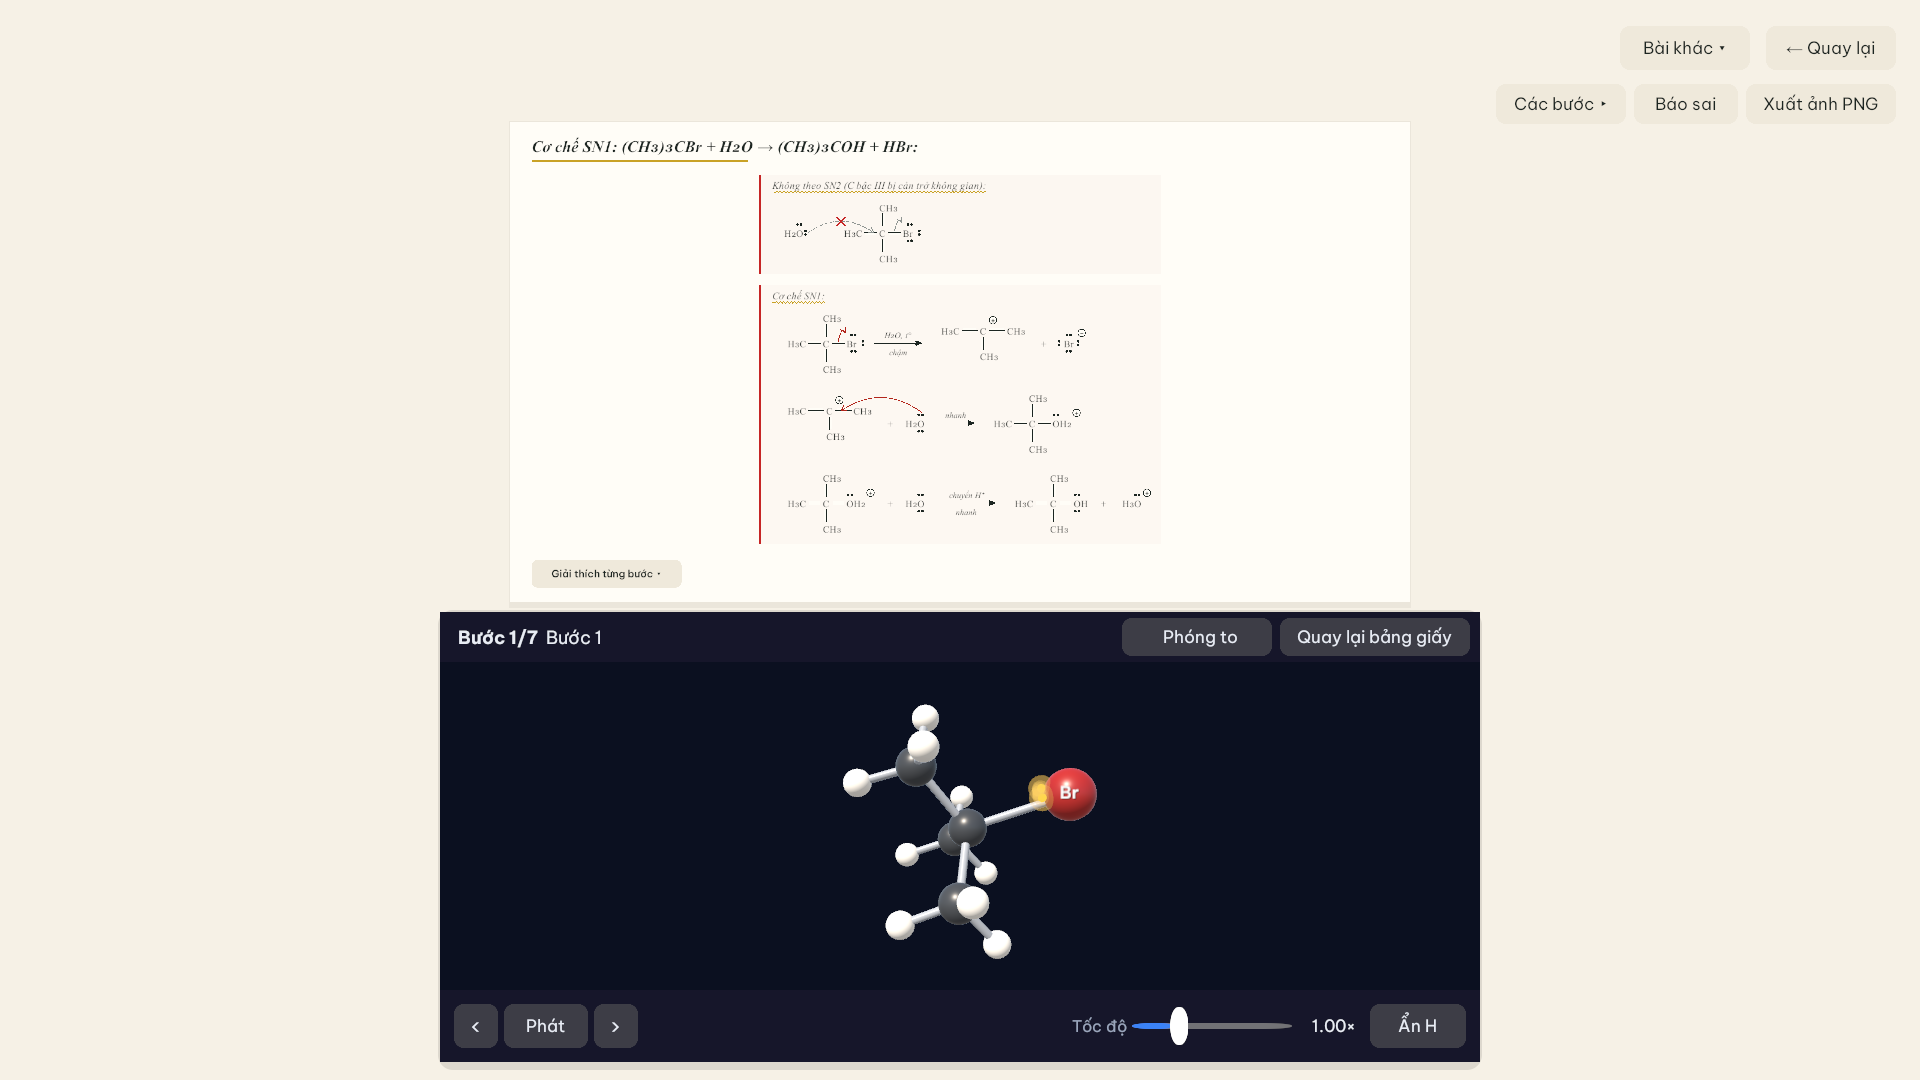 Bài khác ▾
← Quay lại
Các bước ▸
Báo sai
Xuất ảnh PNG
Cơ chế SN1: (CH3)3CBr + H2O → (CH3)3COH + HBr:
Không theo SN2 (C bậc III bị cản trở không gian):
CH3
H2O
H3C C Br
CH3
Cơ chế SN1:
CH3
H3C C Br
CH3
H2O, t°
chậm
⊕
H3C C CH3
CH3
+
Br
⊖
⊕
H3C C CH3
CH3
+
H2O
nhanh
CH3
⊕
H3C C OH2
CH3
CH3
⊕
H3C C OH2
CH3
+
H2O
chuyển H⁺
nhanh
CH3
H3C C OH
CH3
+
H3O
⊕
Giải thích từng bước ▾
Bước 1/7 Bước 1
Phóng to
Quay lại bảng giấy
Br
‹
Phát
›
Tốc độ
1.00×
Ẩn H